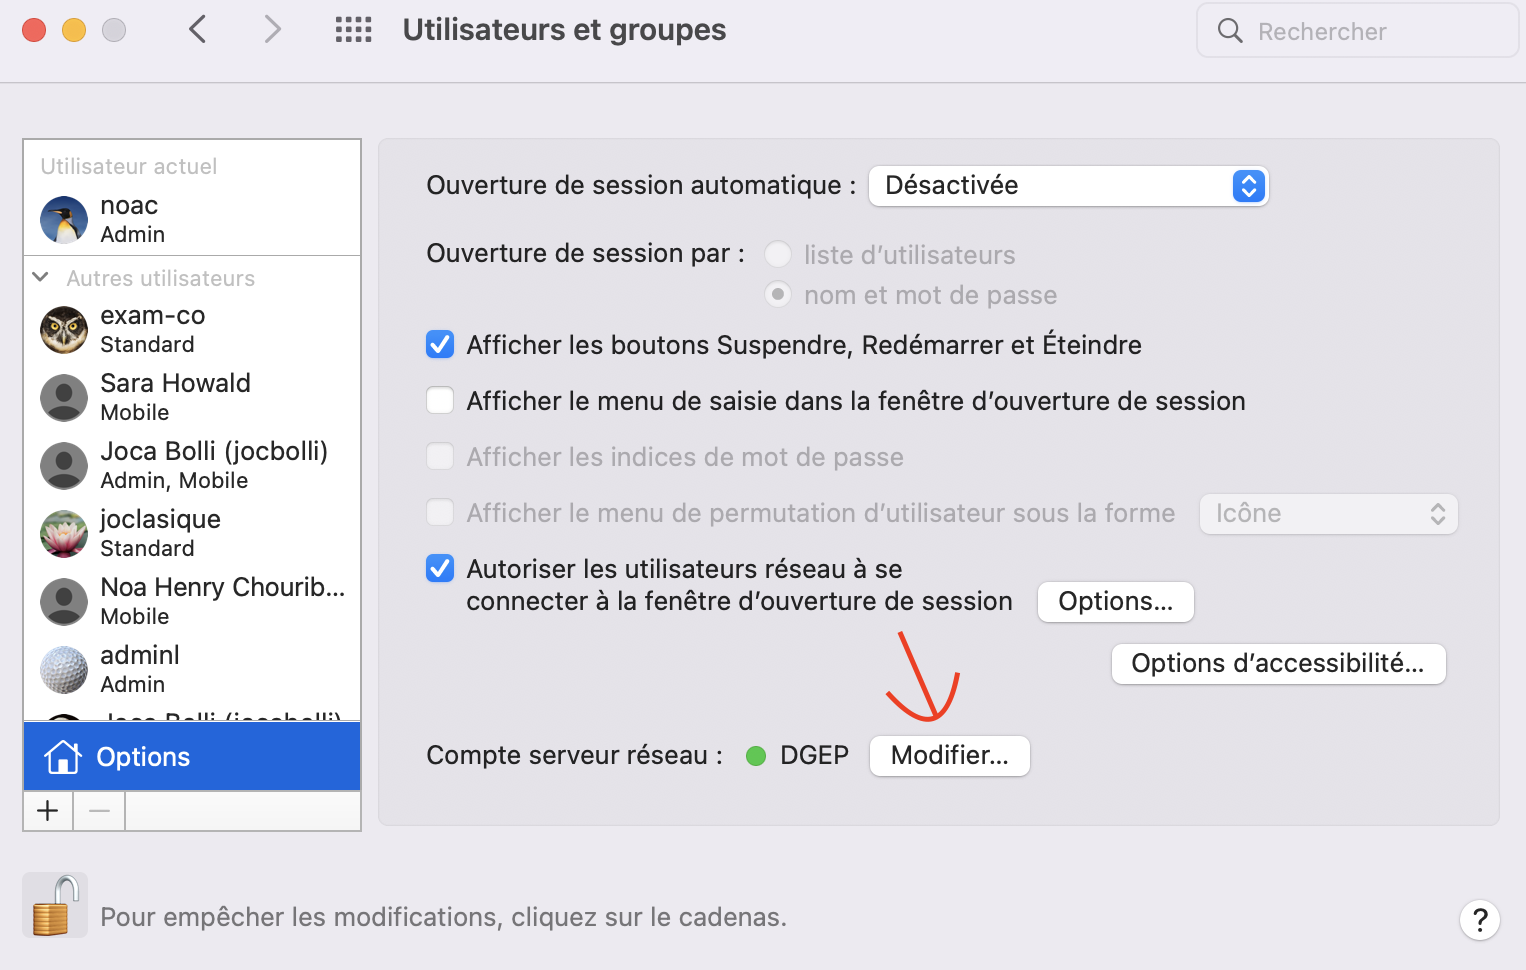 Utilisateurs et groupes
Rechercher
Utilisateur actuel
noac
Admin
Autres utilisateurs
exam-co
Standard
Sara Howald
Mobile
Joca Bolli (jocbolli)
Admin, Mobile
joclasique
Standard
Noa Henry Chourib...
Mobile
adminl
Admin
Joca Bolli (jocabolli)
Options
Ouverture de session automatique : Désactivée
Ouverture de session par : liste d’utilisateurs
nom et mot de passe
Afficher les boutons Suspendre, Redémarrer et Éteindre
Afficher le menu de saisie dans la fenêtre d’ouverture de session
Afficher les indices de mot de passe
Afficher le menu de permutation d’utilisateur sous la forme Icône
Autoriser les utilisateurs réseau à se
connecter à la fenêtre d’ouverture de session Options...
Options d’accessibilité...
Compte serveur réseau : DGEP Modifier...
Pour empêcher les modifications, cliquez sur le cadenas.
?